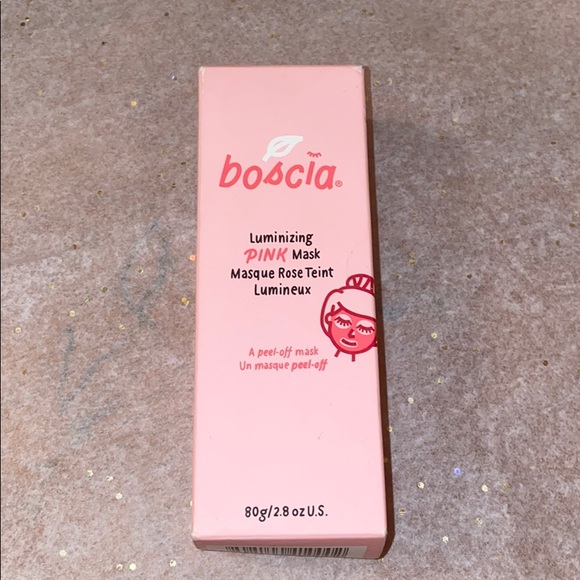 boscia®
Luminizing
PINK Mask
Masque Rose Teint
Lumineux
A peel-off mask
Un masque peel-off
80g/2.8 oz U.S.